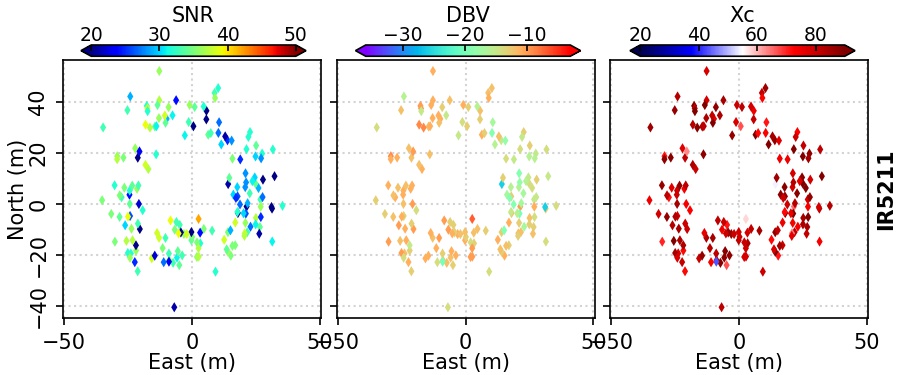 SNR DBV Xc
20 30 40 50 −30 −20 −10 20 40 60 80
40
20
0
−20
−40
North (m)
IR5211
−50 0 50 −50 0 50 −50 0 50
East (m) East (m) East (m)